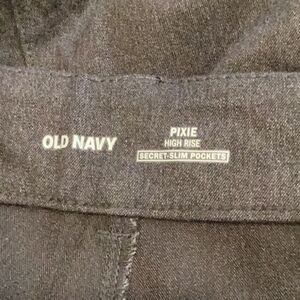 OLD NAVY
PIXIE
HIGH RISE
SECRET-SLIM POCKETS